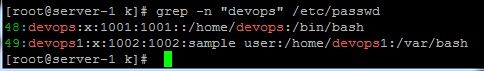 [root@server-1 k]# grep -n "devops" /etc/passwd
48:devops:x:1001:1001::/home/devops:/bin/bash
49:devops1:x:1002:1002:sample user:/home/devops1:/var/bash
[root@server-1 k]#